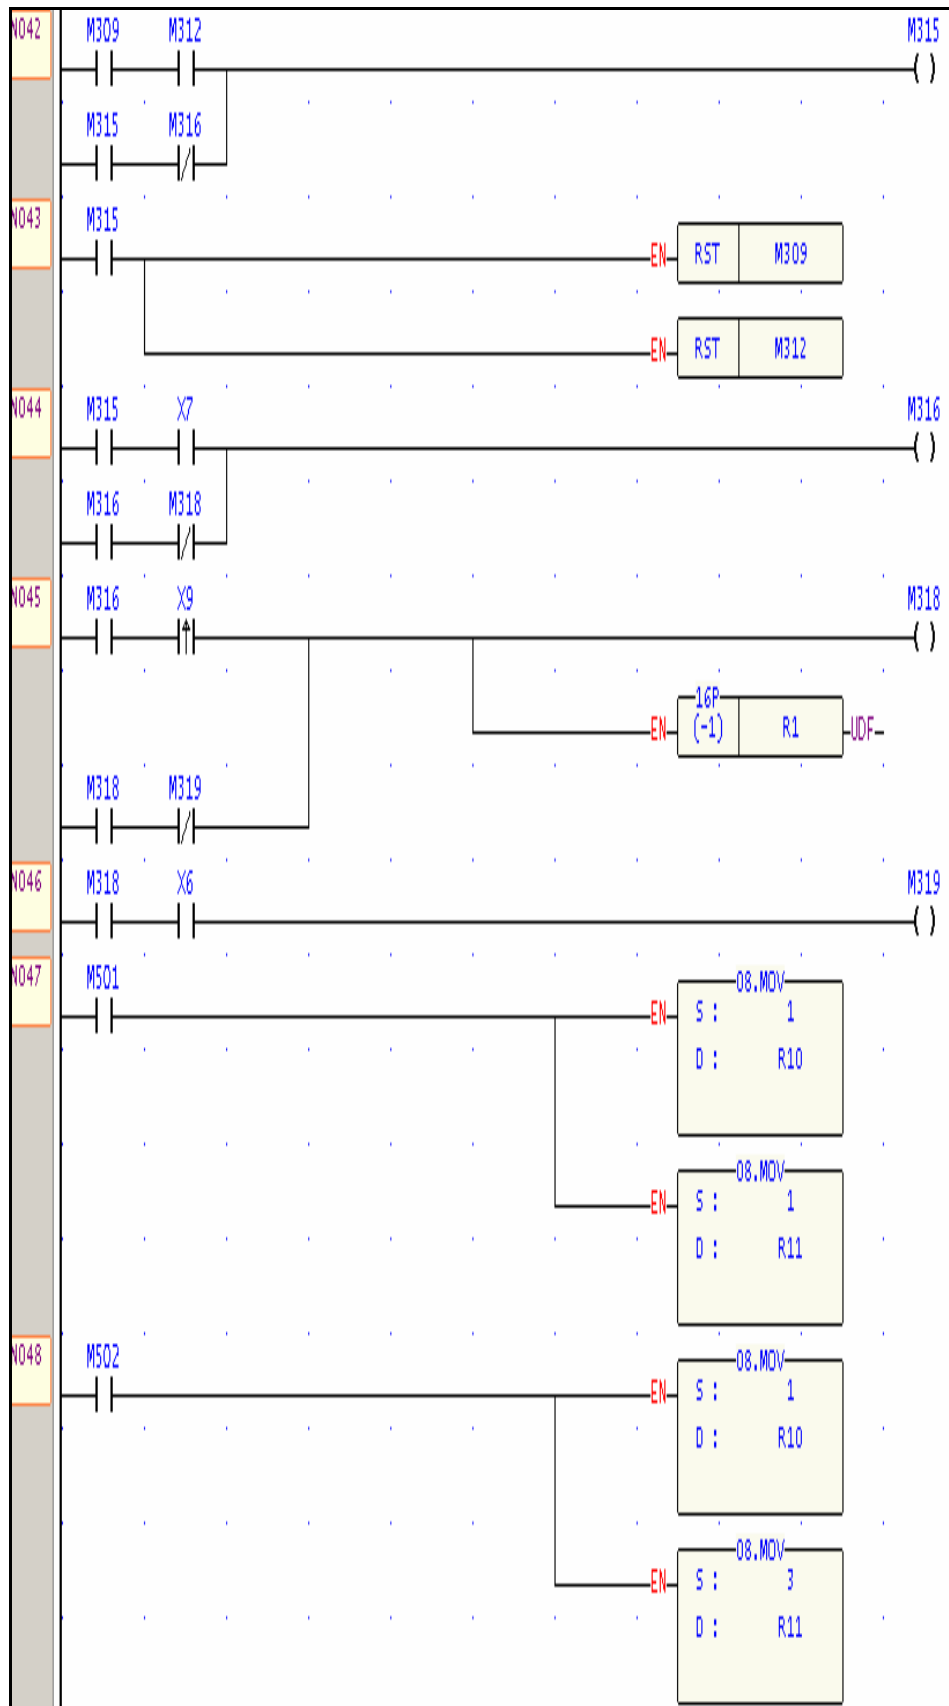 N042 M309 M312 M315
M315 M316
N043 M315 EN RST M309
EN RST M312
N044 M315 X7 M316
M316 M318
N045 M316 X9 M318
16P
EN (-1) R1 UDF
M318 M319
N046 M318 X6 M319
N047 M501 08.MOV
EN S : 1
D : R10
08.MOV
EN S : 1
D : R11
N048 M502 08.MOV
EN S : 1
D : R10
08.MOV
EN S : 3
D : R11